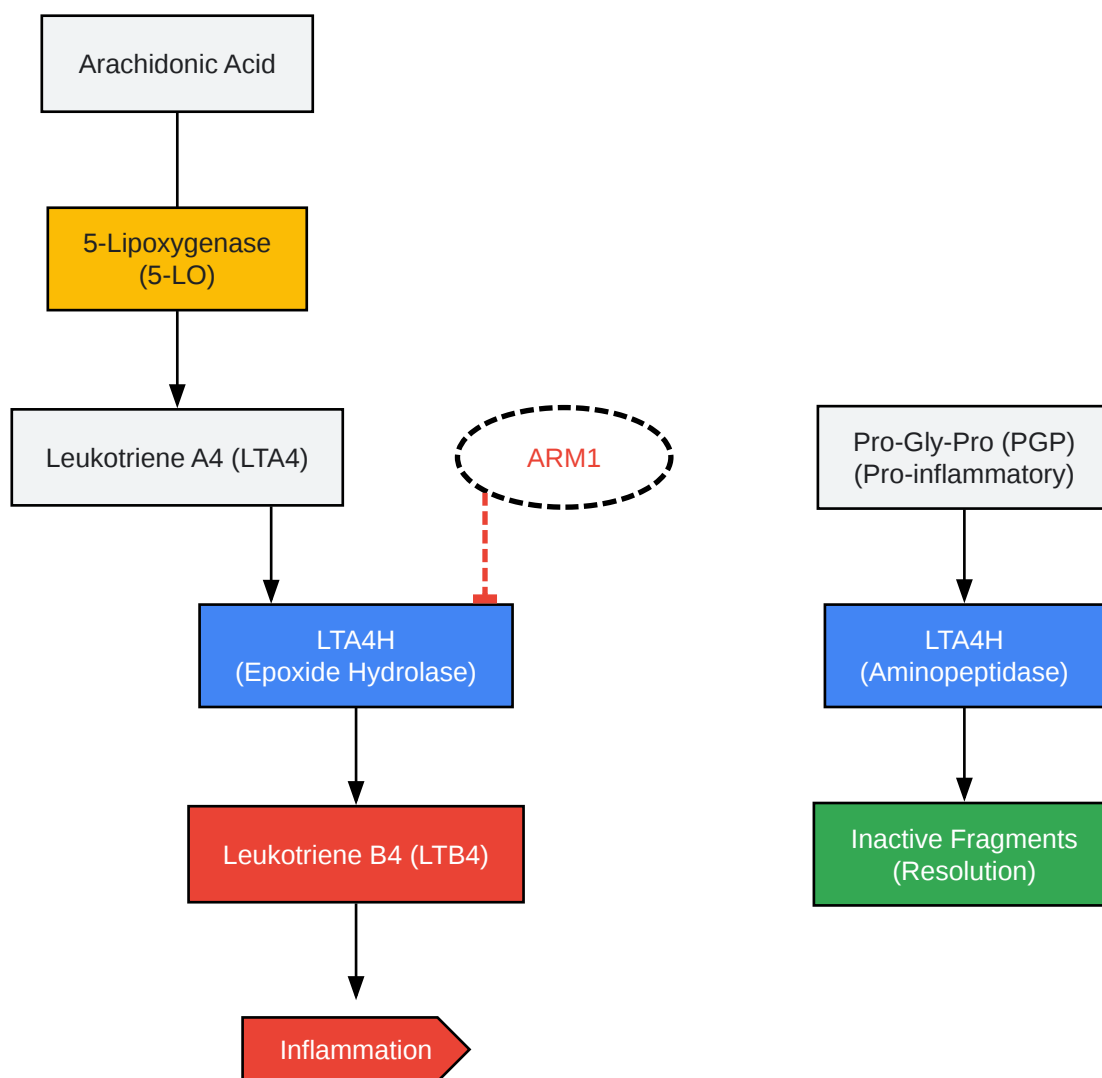 Arachidonic Acid
5-Lipoxygenase
(5-LO)
Leukotriene A4 (LTA4)
ARM1
Pro-Gly-Pro (PGP)
(Pro-inflammatory)
LTA4H
(Epoxide Hydrolase)
LTA4H
(Aminopeptidase)
Leukotriene B4 (LTB4)
Inactive Fragments
(Resolution)
Inflammation